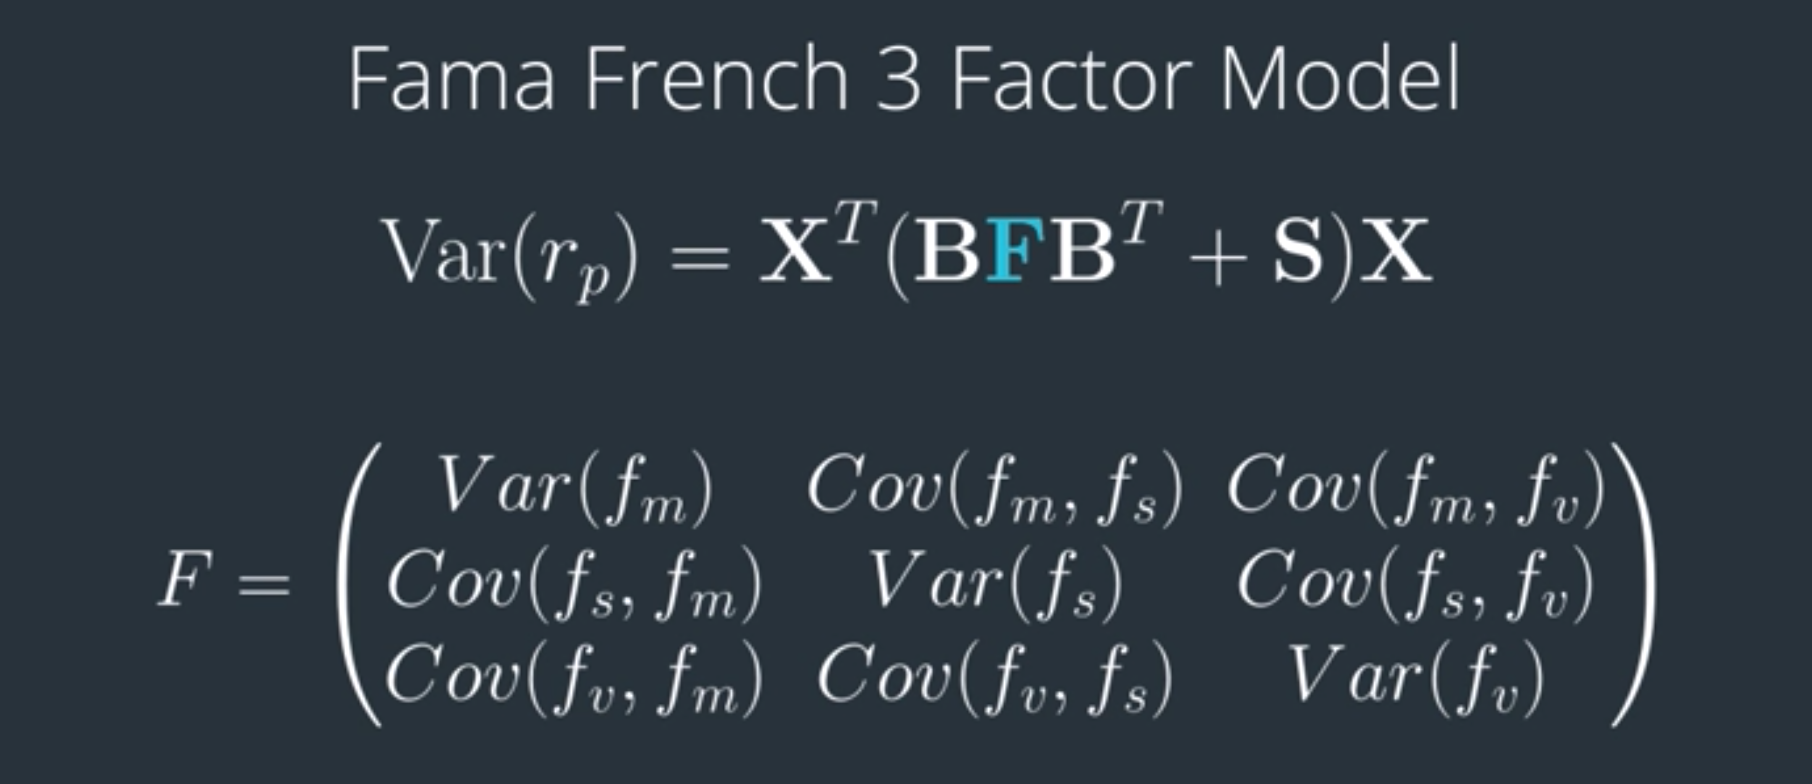 Fama French 3 Factor Model
Var(r_p) = X^T(BFB^T + S)X
F = ( Var(f_m) Cov(f_m, f_s) Cov(f_m, f_v)
Cov(f_s, f_m) Var(f_s) Cov(f_s, f_v)
Cov(f_v, f_m) Cov(f_v, f_s) Var(f_v) )